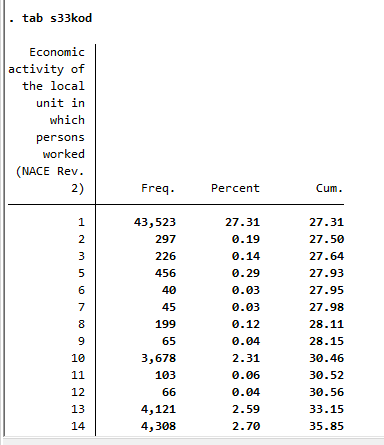 . tab s33kod
Economic
activity of
the local
unit in
which
persons
worked
(NACE Rev.
2) Freq. Percent Cum.
1 43,523 27.31 27.31
2 297 0.19 27.50
3 226 0.14 27.64
5 456 0.29 27.93
6 40 0.03 27.95
7 45 0.03 27.98
8 199 0.12 28.11
9 65 0.04 28.15
10 3,678 2.31 30.46
11 103 0.06 30.52
12 66 0.04 30.56
13 4,121 2.59 33.15
14 4,308 2.70 35.85